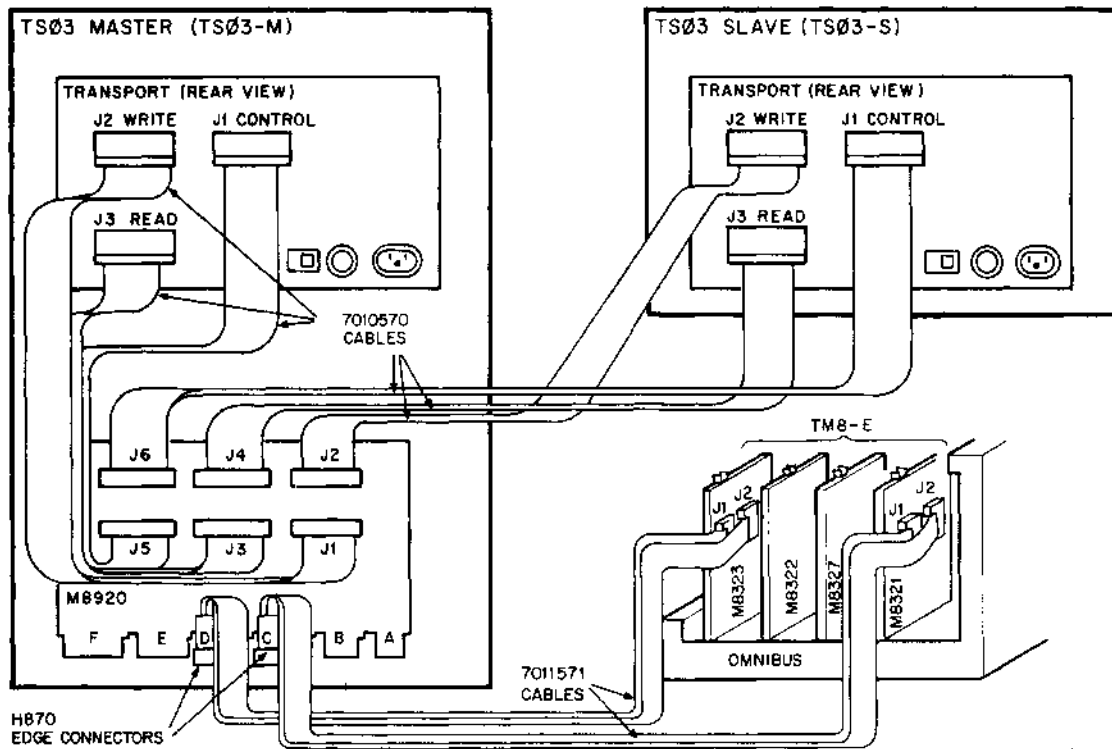 TSØ3 MASTER (TSØ3-M)
TRANSPORT (REAR VIEW)
J2 WRITE
J1 CONTROL
J3 READ
TSØ3 SLAVE (TSØ3-S)
TRANSPORT (REAR VIEW)
J2 WRITE
J1 CONTROL
J3 READ
7010570
CABLES
J6
J4
J2
J5
J3
J1
M8920
F
E
D
C
B
A
TM8-E
J1
J2
J1
J2
M8323
M8322
M8327
M8321
OMNIBUS
7011571
CABLES
H870
EDGE CONNECTORS